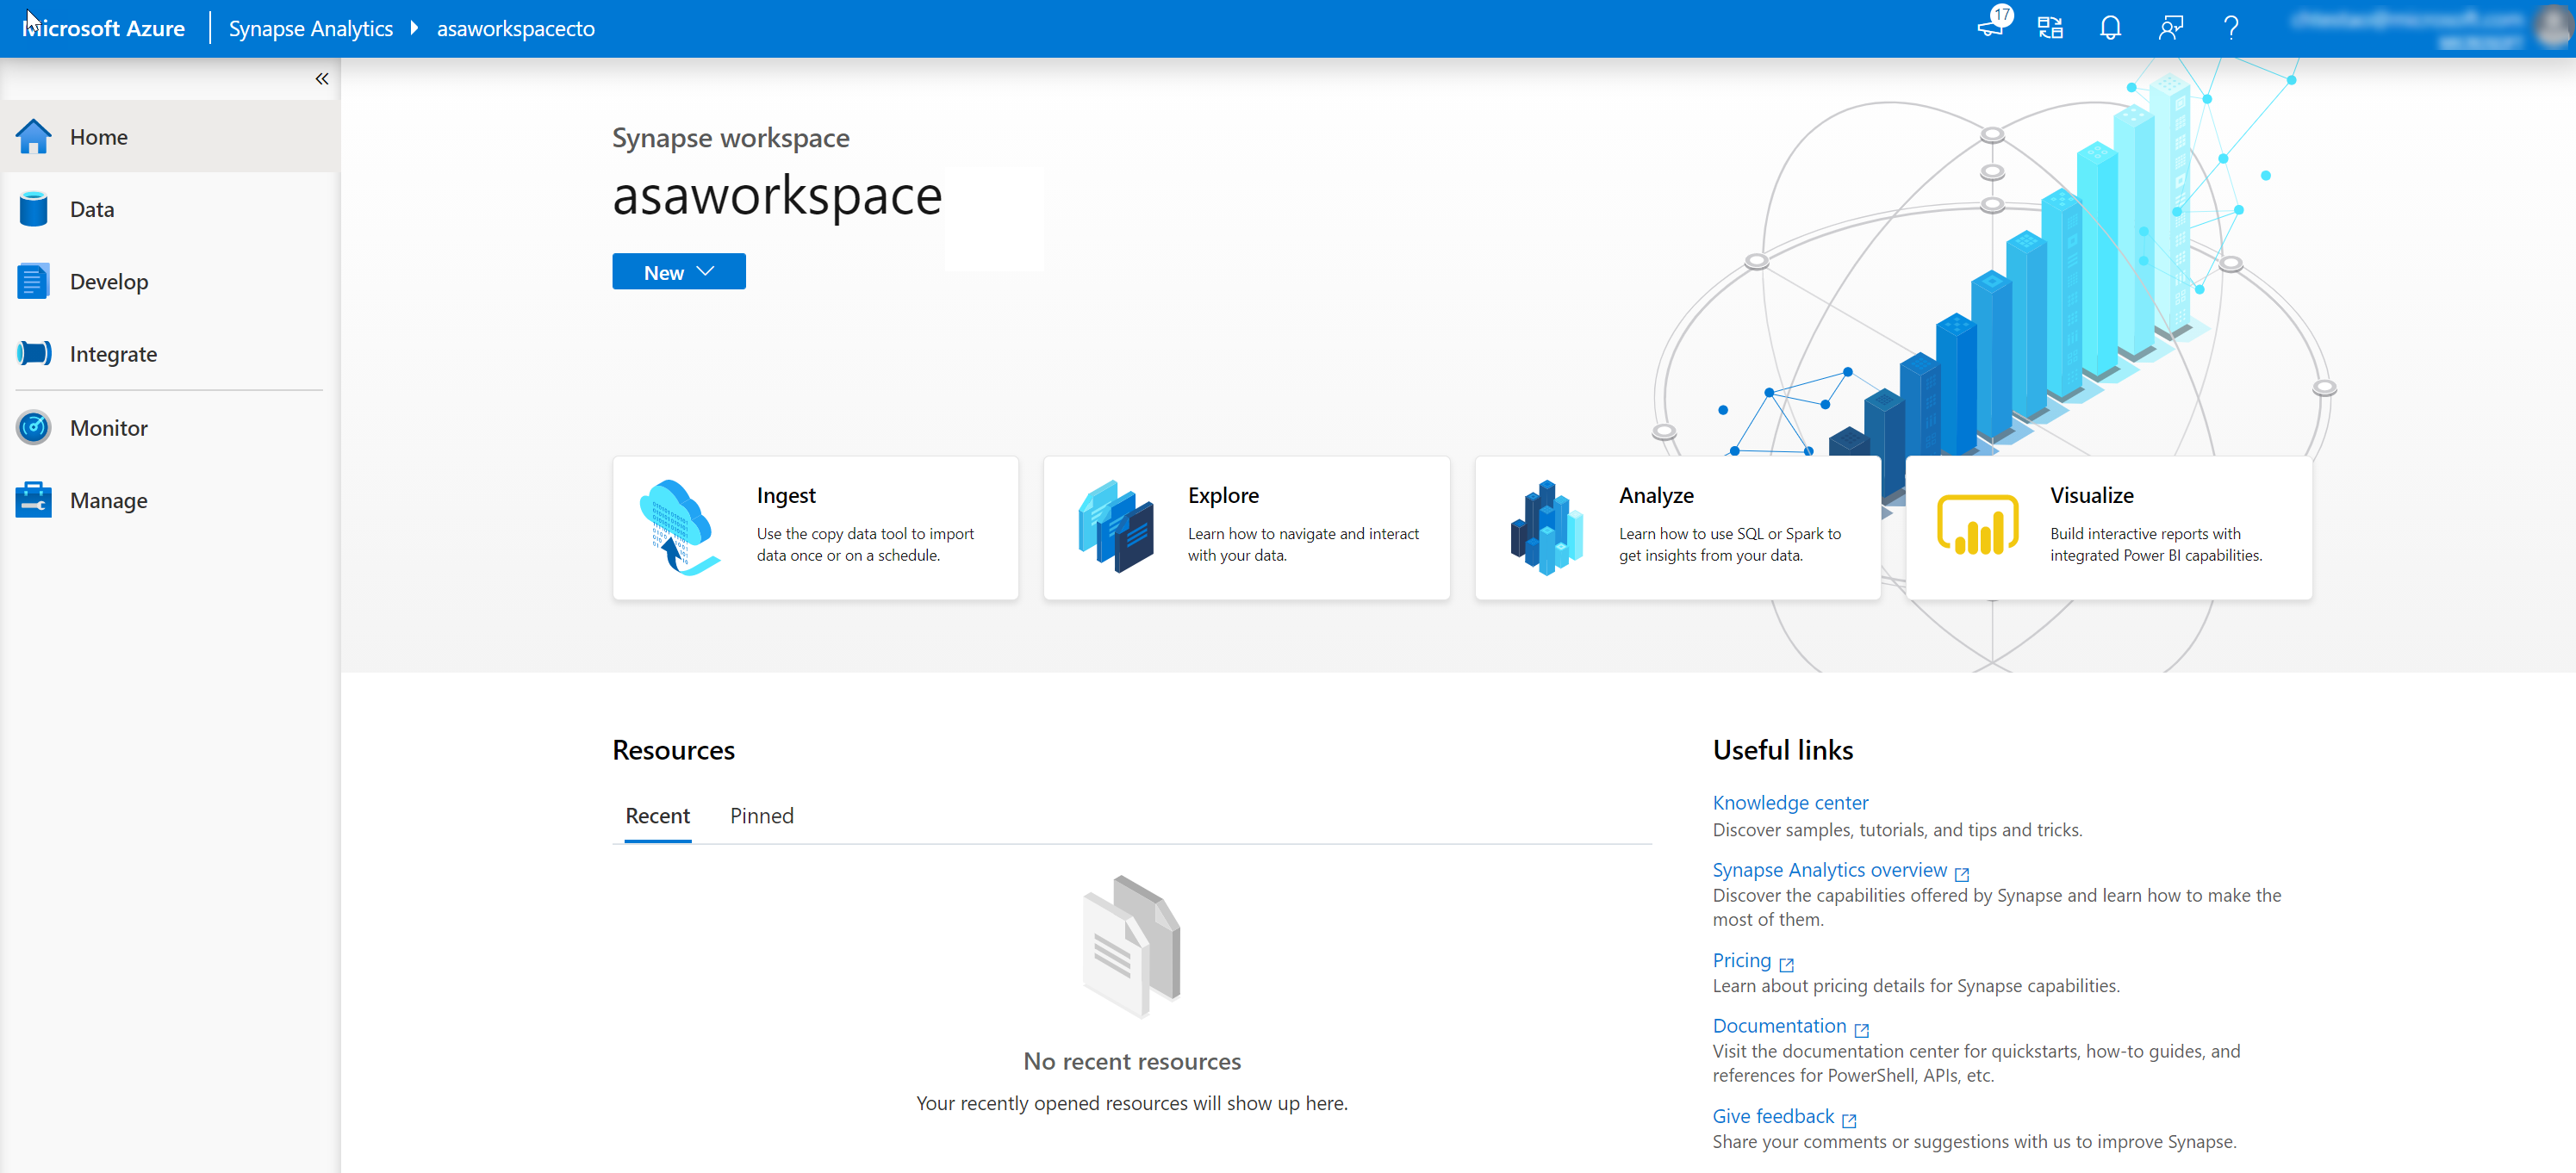 Microsoft Azure
Synapse Analytics
asaworkspacecto
17
Home
Data
Develop
Integrate
Monitor
Manage
Synapse workspace
asaworkspace
New
Ingest
Use the copy data tool to import
data once or on a schedule.
Explore
Learn how to navigate and interact
with your data.
Analyze
Learn how to use SQL or Spark to
get insights from your data.
Visualize
Build interactive reports with
integrated Power BI capabilities.
Resources
Recent
Pinned
No recent resources
Your recently opened resources will show up here.
Useful links
Knowledge center
Discover samples, tutorials, and tips and tricks.
Synapse Analytics overview
Discover the capabilities offered by Synapse and learn how to make the
most of them.
Pricing
Learn about pricing details for Synapse capabilities.
Documentation
Visit the documentation center for quickstarts, how-to guides, and
references for PowerShell, APIs, etc.
Give feedback
Share your comments or suggestions with us to improve Synapse.